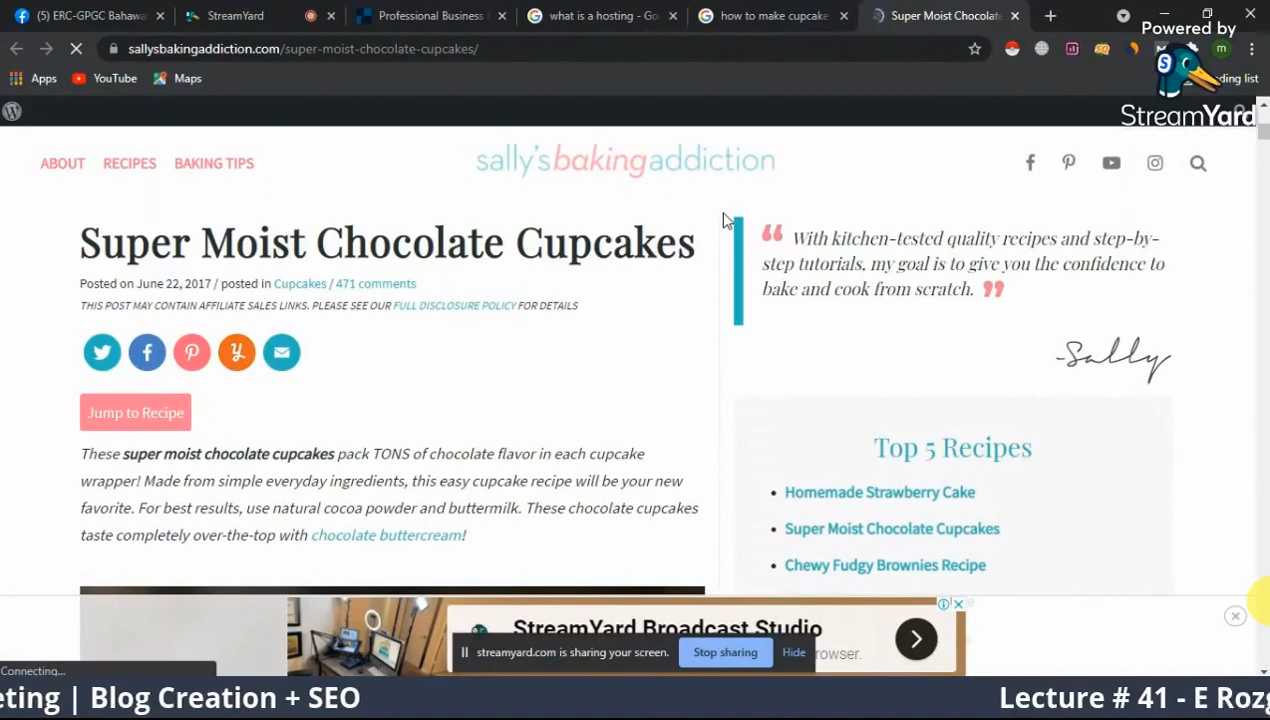 (5) ERC-GPGC Bahawa
StreamYard
Professional Business
what is a hosting - Go
how to make cupcake
Super Moist Chocolate
Powered by
sallysbakingaddiction.com/super-moist-chocolate-cupcakes/
m
Apps
YouTube
Maps
ding list
StreamYard
ABOUT
RECIPES
BAKING TIPS
sally's baking addiction
Super Moist Chocolate Cupcakes
Posted on June 22, 2017 / posted in Cupcakes / 471 comments
THIS POST MAY CONTAIN AFFILIATE SALES LINKS. PLEASE SEE OUR FULL DISCLOSURE POLICY FOR DETAILS
Jump to Recipe
These super moist chocolate cupcakes pack TONS of chocolate flavor in each cupcake
wrapper! Made from simple everyday ingredients, this easy cupcake recipe will be your new
favorite. For best results, use natural cocoa powder and buttermilk. These chocolate cupcakes
taste completely over-the-top with chocolate buttercream!
“ With kitchen-tested quality recipes and step-by-
step tutorials, my goal is to give you the confidence to
bake and cook from scratch. ”
-Sally
Top 5 Recipes
• Homemade Strawberry Cake
• Super Moist Chocolate Cupcakes
• Chewy Fudgy Brownies Recipe
StreamYard Broadcast Studio
rowser.
streamyard.com is sharing your screen.
Stop sharing
Hide
Connecting...
eting | Blog Creation + SEO
Lecture # 41 - E Rozg